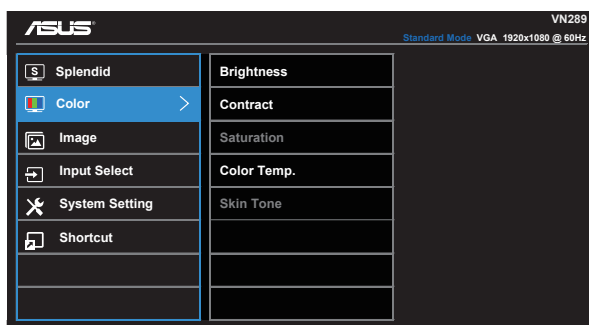 /SUS
VN289
Standard Mode VGA 1920x1080 @ 60Hz
S Splendid
Color
Image
Input Select
System Setting
Shortcut
Brightness
Contract
Saturation
Color Temp.
Skin Tone